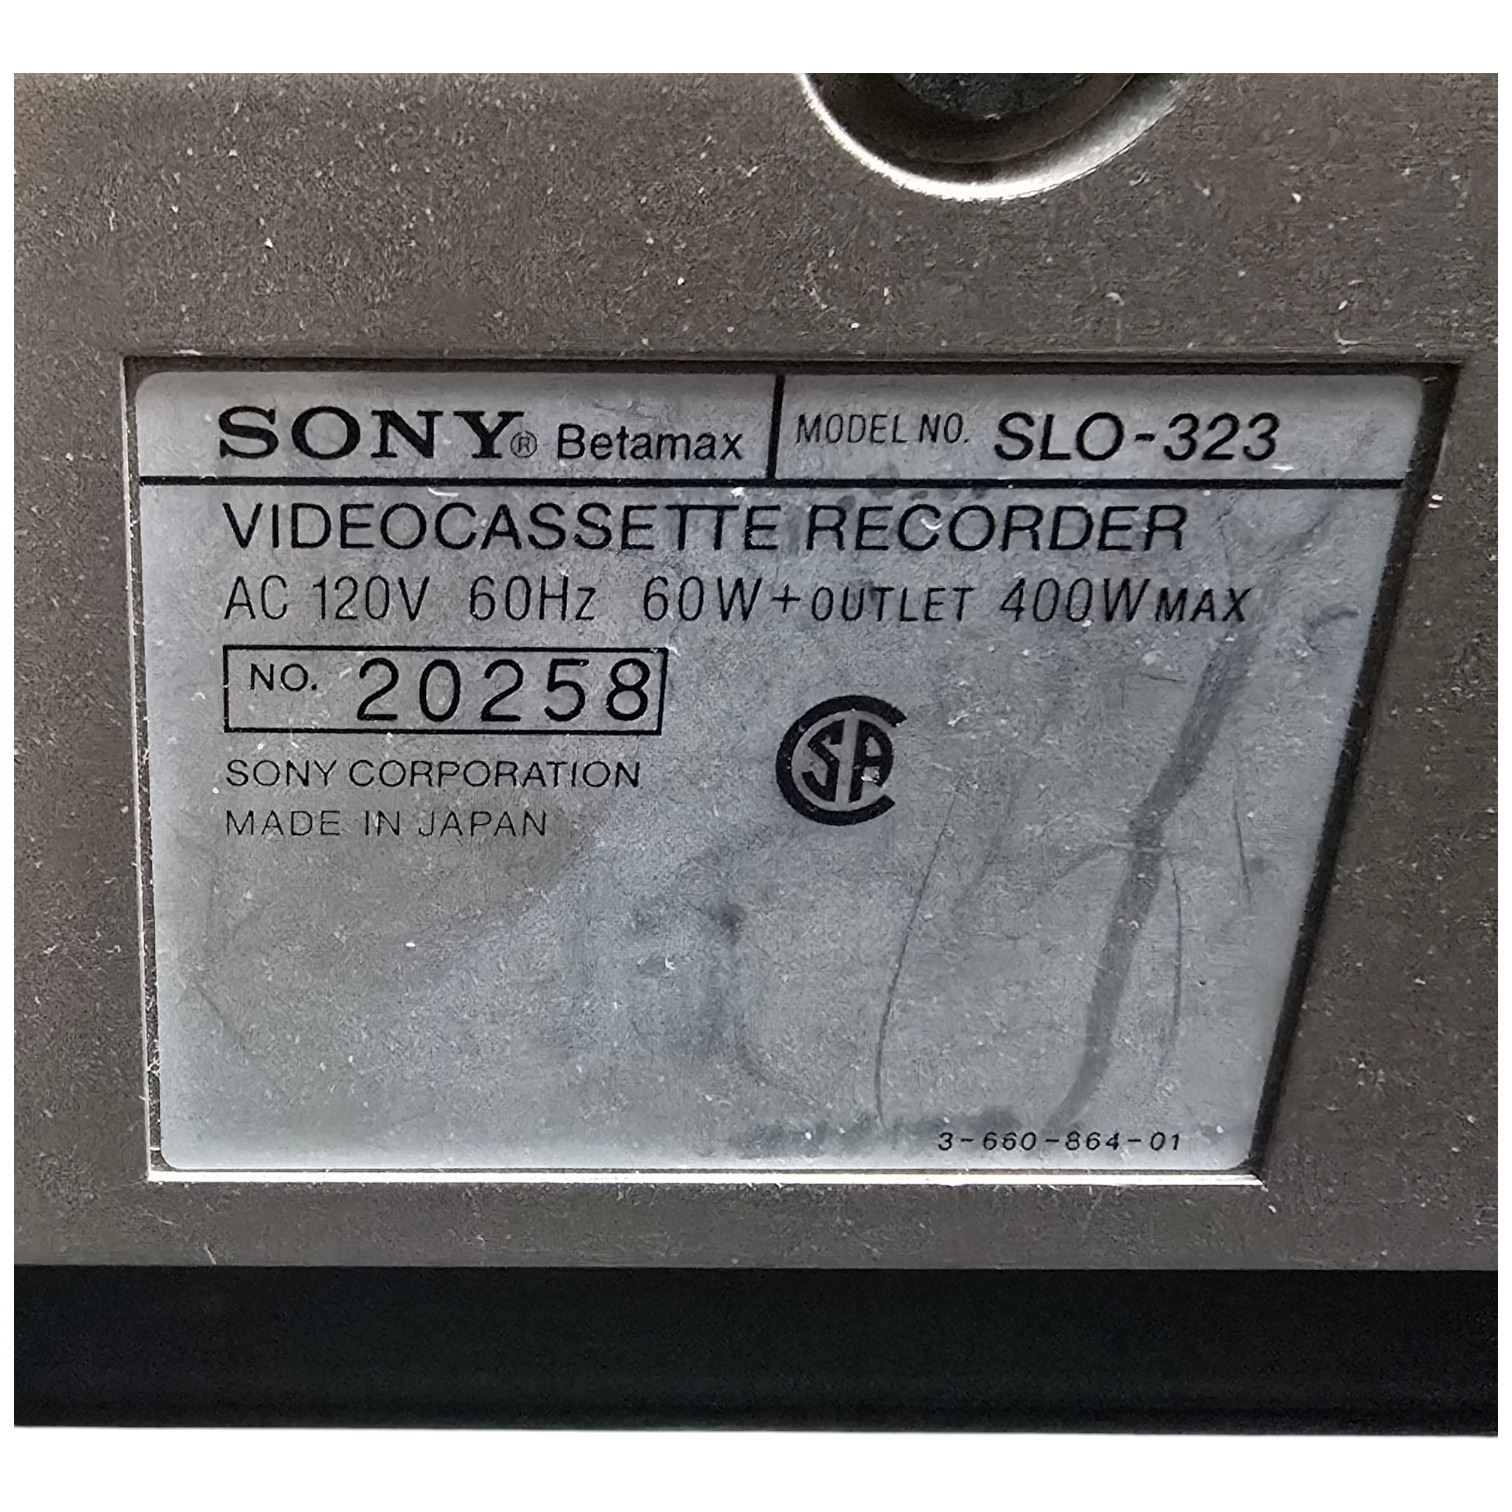 SONY® Betamax MODEL NO. SLO-323
VIDEOCASSETTE RECORDER
AC 120V 60Hz 60W+OUTLET 400W MAX
NO. 20258
SA
SONY CORPORATION
MADE IN JAPAN
3-660-864-01